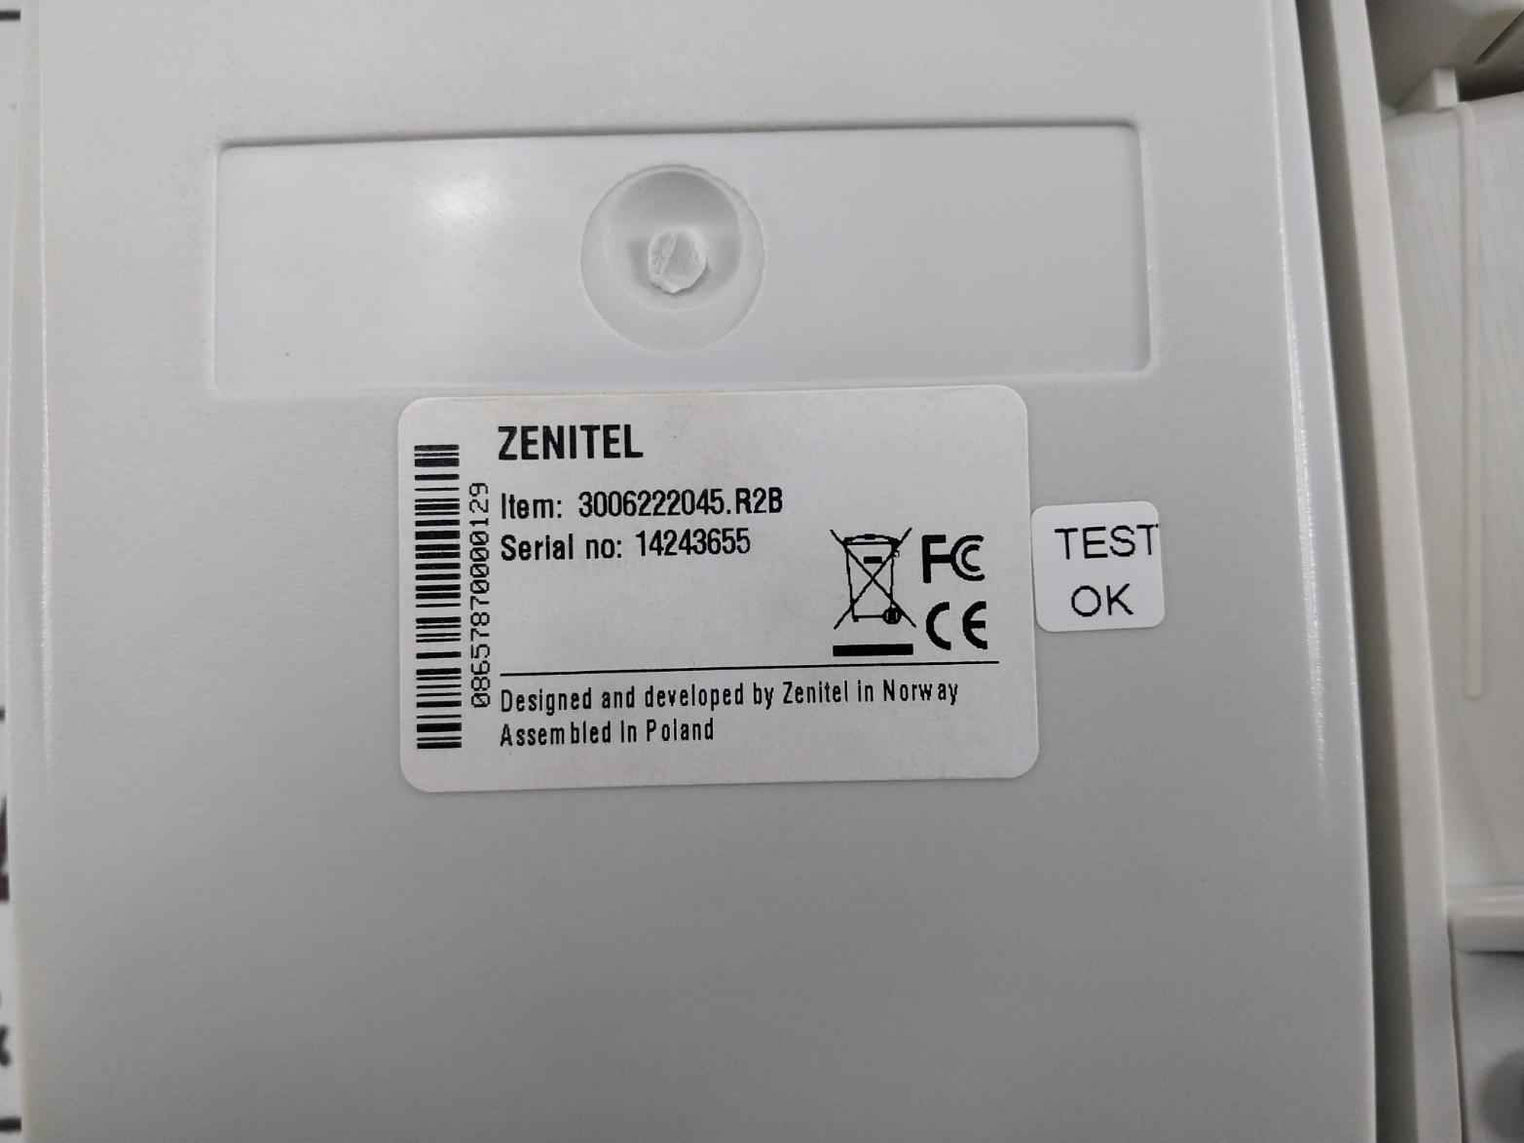 ZENITEL
Item: 3006222045.R2B
Serial no: 14243655
08657870000129
FC
CE
Designed and developed by Zenitel in Norway
Assembled in Poland
TEST
OK